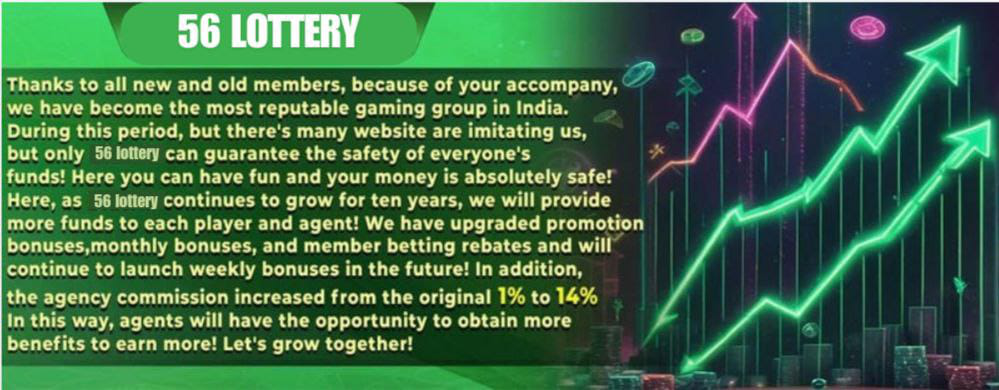 56 LOTTERY
Thanks to all new and old members, because of your accompany,
we have become the most reputable gaming group in India.
During this period, but there's many website are imitating us,
but only 56 lottery can guarantee the safety of everyone's
funds! Here you can have fun and your money is absolutely safe!
Here, as 56 lottery continues to grow for ten years, we will provide
more funds to each player and agent! We have upgraded promotion
bonuses,monthly bonuses, and member betting rebates and will
continue to launch weekly bonuses in the future! In addition,
the agency commission increased from the original 1% to 14%
In this way, agents will have the opportunity to obtain more
benefits to earn more! Let's grow together!